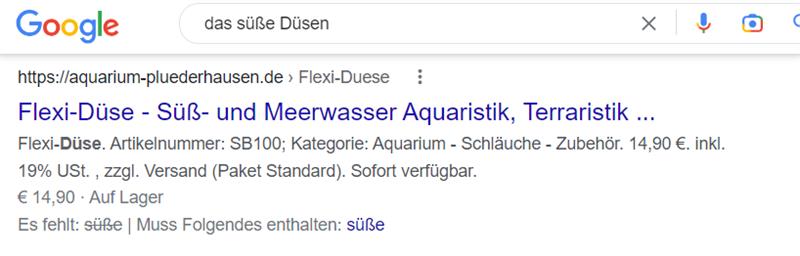 Google das süße Düsen
https://aquarium-pluederhausen.de › Flexi-Duese
Flexi-Düse - Süß- und Meerwasser Aquaristik, Terraristik ...
Flexi-Düse. Artikelnummer: SB100; Kategorie: Aquarium - Schläuche - Zubehör. 14,90 €. inkl.
19% USt. , zzgl. Versand (Paket Standard). Sofort verfügbar.
€ 14,90 · Auf Lager
Es fehlt: süße | Muss Folgendes enthalten: süße